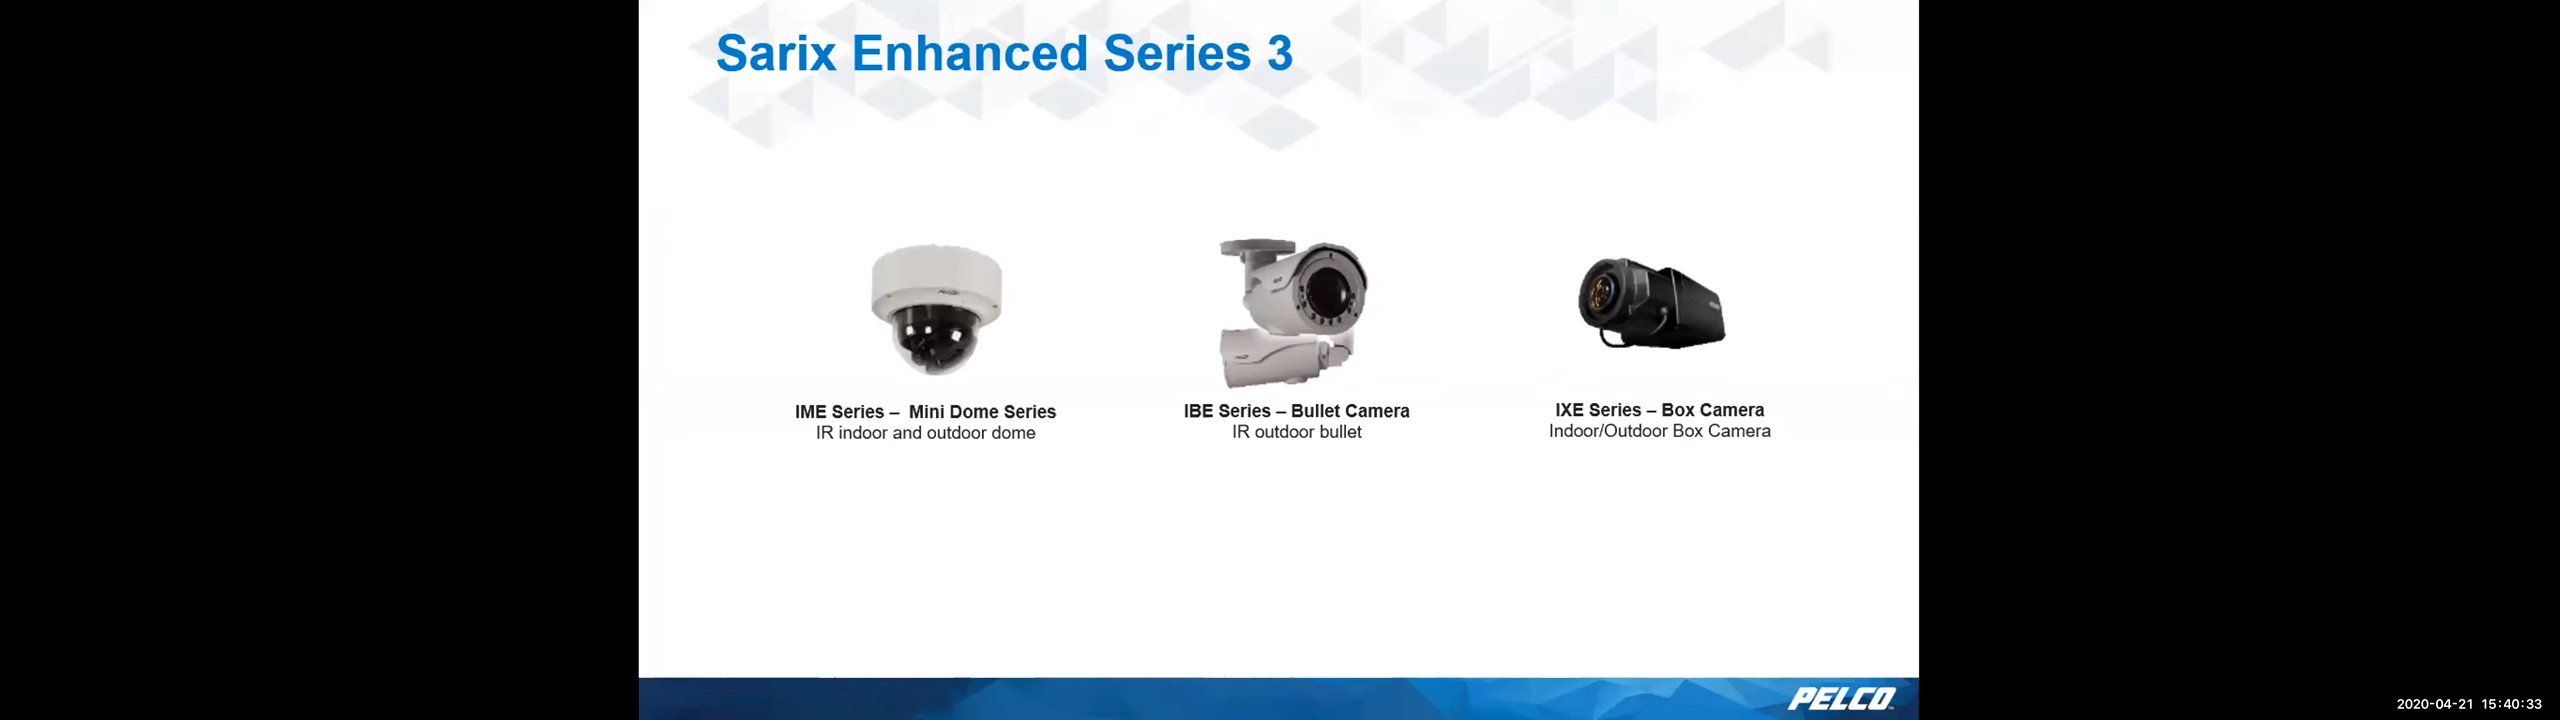 Sarix Enhanced Series 3
IME Series – Mini Dome Series
IR indoor and outdoor dome
IBE Series – Bullet Camera
IR outdoor bullet
IXE Series – Box Camera
Indoor/Outdoor Box Camera
PELCO
2020-04-21 15:40:33